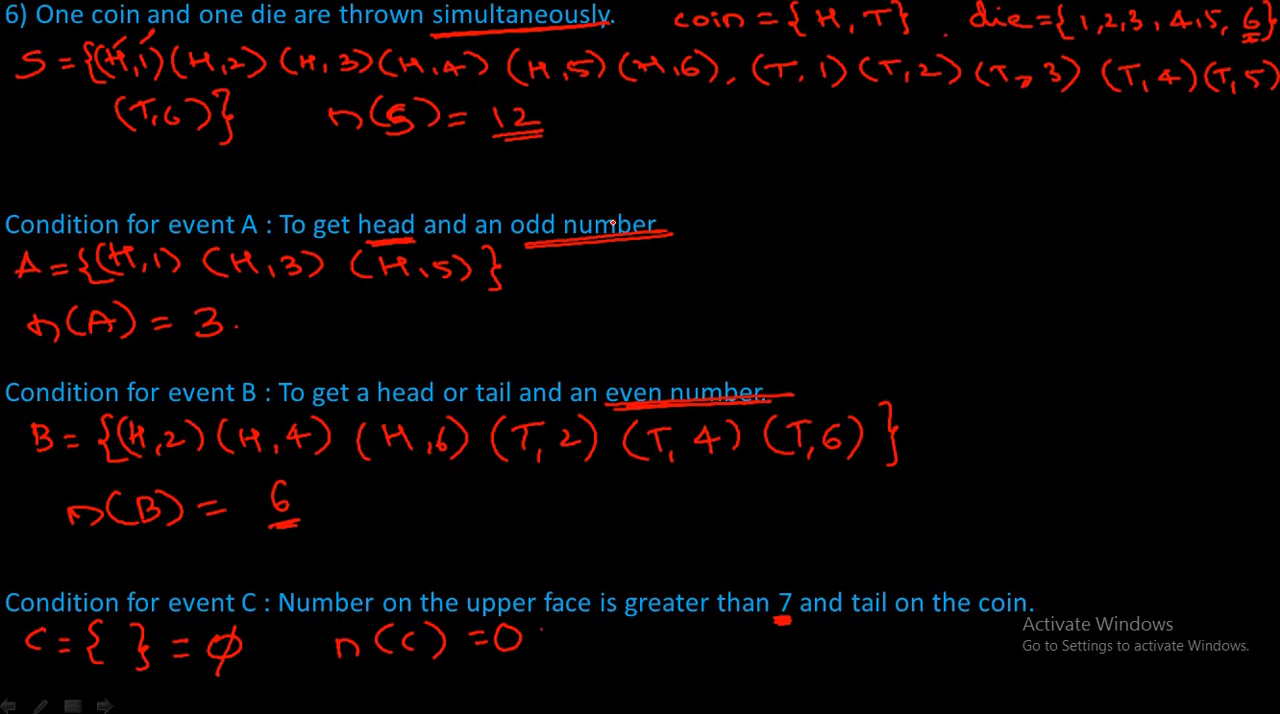 6) One coin and one die are thrown simultaneously. coin = {H, T}. die = {1, 2, 3, 4, 5, 6}
S = {(H, 1) (H, 2) (H, 3) (H, 4) (H, 5) (H, 6), (T, 1) (T, 2) (T, 3) (T, 4) (T, 5)
(T, 6)} n(S) = 12
Condition for event A : To get head and an odd number
A = {(H, 1) (H, 3) (H, 5)}
n(A) = 3.
Condition for event B : To get a head or tail and an even number.
B = {(H, 2) (H, 4) (H, 6) (T, 2) (T, 4) (T, 6)}
n(B) = 6
Condition for event C : Number on the upper face is greater than 7 and tail on the coin.
C = { } = ϕ n(c) = 0
Activate Windows
Go to Settings to activate Windows.